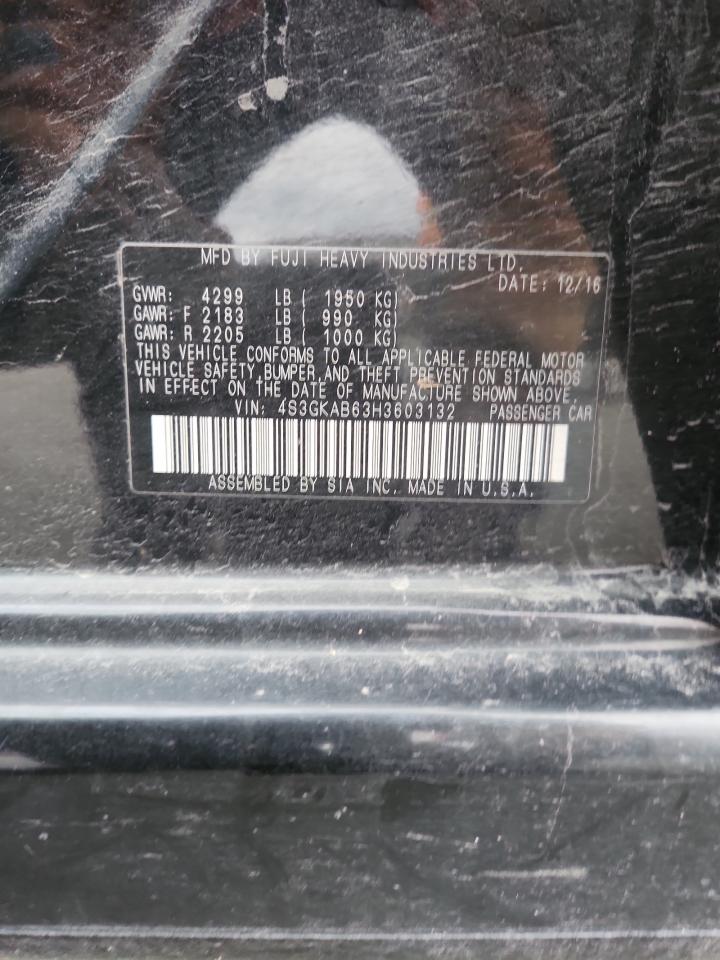 MFD BY FUJI HEAVY INDUSTRIES LTD.
DATE: 12/16
GVWR: 4299 LB ( 1950 KG)
GAWR: F 2183 LB ( 990 KG)
GAWR: R 2205 LB ( 1000 KG)
THIS VEHICLE CONFORMS TO ALL APPLICABLE FEDERAL MOTOR
VEHICLE SAFETY, BUMPER, AND THEFT PREVENTION STANDARDS
IN EFFECT ON THE DATE OF MANUFACTURE SHOWN ABOVE.
VIN: 4S3GKAB63H3603132 PASSENGER CAR
ASSEMBLED BY SIA INC. MADE IN U.S.A.